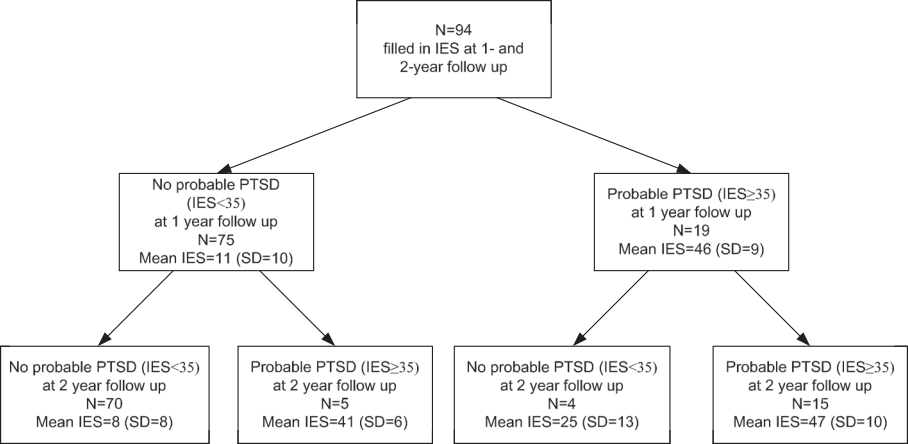 N=94
filled in IES at 1- and
2-year follow up
No probable PTSD
(IES<35)
at 1 year follow up
N=75
Mean IES=11 (SD=10)
Probable PTSD (IES≥35)
at 1 year folow up
N=19
Mean IES=46 (SD=9)
No probable PTSD (IES<35)
at 2 year follow up
N=70
Mean IES=8 (SD=8)
Probable PTSD (IES≥35)
at 2 year follow up
N=5
Mean IES=41 (SD=6)
No probable PTSD (IES<35)
at 2 year follow up
N=4
Mean IES=25 (SD=13)
Probable PTSD (IES≥35)
at 2 year follow up
N=15
Mean IES=47 (SD=10)